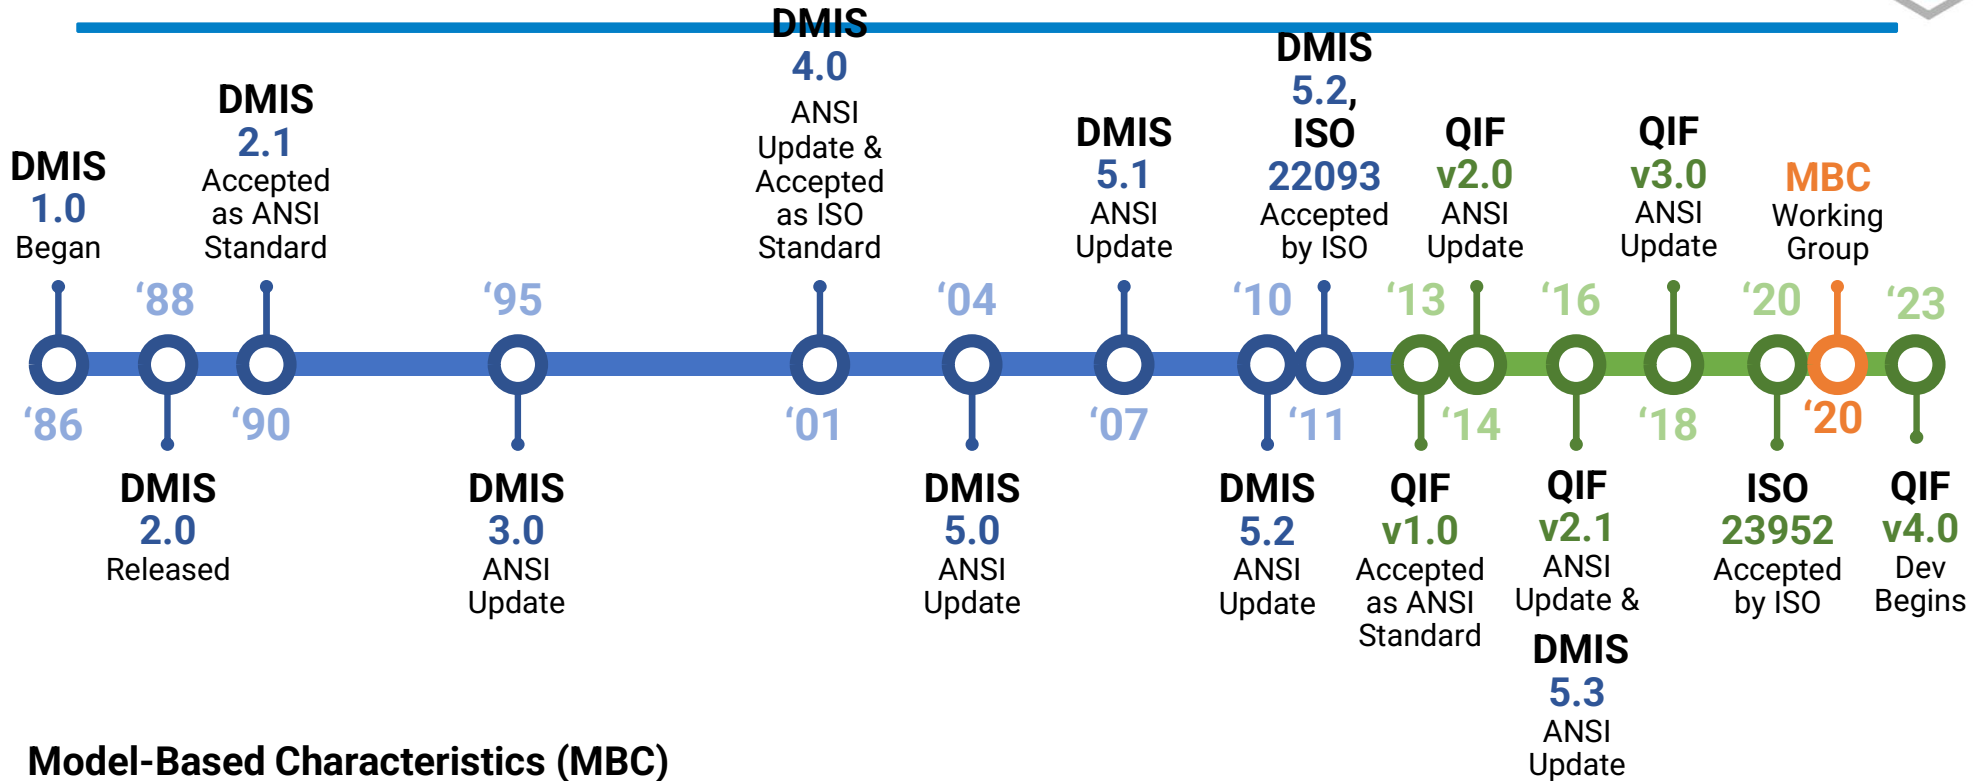 DMIS
1.0
Began
‘86
‘88
DMIS
2.0
Released
DMIS
2.1
Accepted
as ANSI
Standard
‘90
‘95
DMIS
3.0
ANSI
Update
DMIS
4.0
ANSI
Update &
Accepted
as ISO
Standard
‘01
‘04
DMIS
5.0
ANSI
Update
DMIS
5.1
ANSI
Update
‘07
‘10
DMIS
5.2
ANSI
Update
DMIS
5.2,
ISO
22093
Accepted
by ISO
‘11
‘13
QIF
v1.0
Accepted
as ANSI
Standard
QIF
v2.0
ANSI
Update
‘14
‘16
QIF
v2.1
ANSI
Update &
DMIS
5.3
ANSI
Update
QIF
v3.0
ANSI
Update
‘18
‘20
ISO
23952
Accepted
by ISO
MBC
Working
Group
‘20
‘23
QIF
v4.0
Dev
Begins
Model-Based Characteristics (MBC)